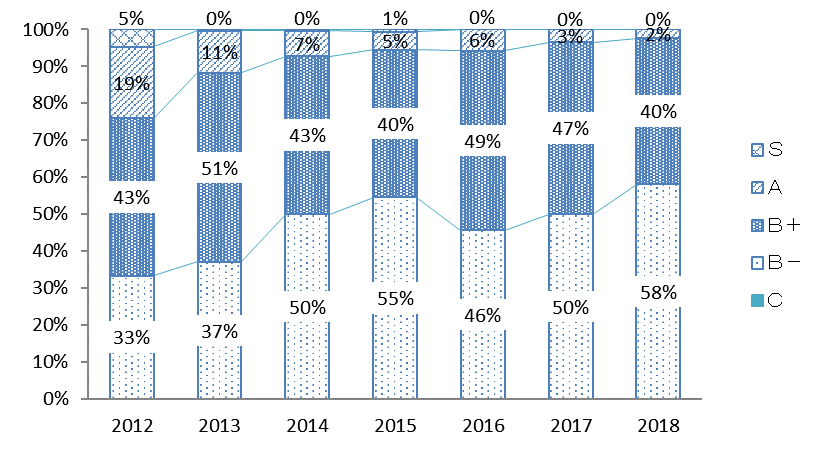 5% 0% 0% 1% 0% 0% 0%
100%
19% 11% 7% 5% 6% 3% 2%
90%
80%
70%
43% 51% 43% 40% 49% 47% 40%
60%
50%
40%
30%
33% 37% 50% 55% 46% 50% 58%
20%
10%
0%
2012 2013 2014 2015 2016 2017 2018
S
A
B+
B−
C